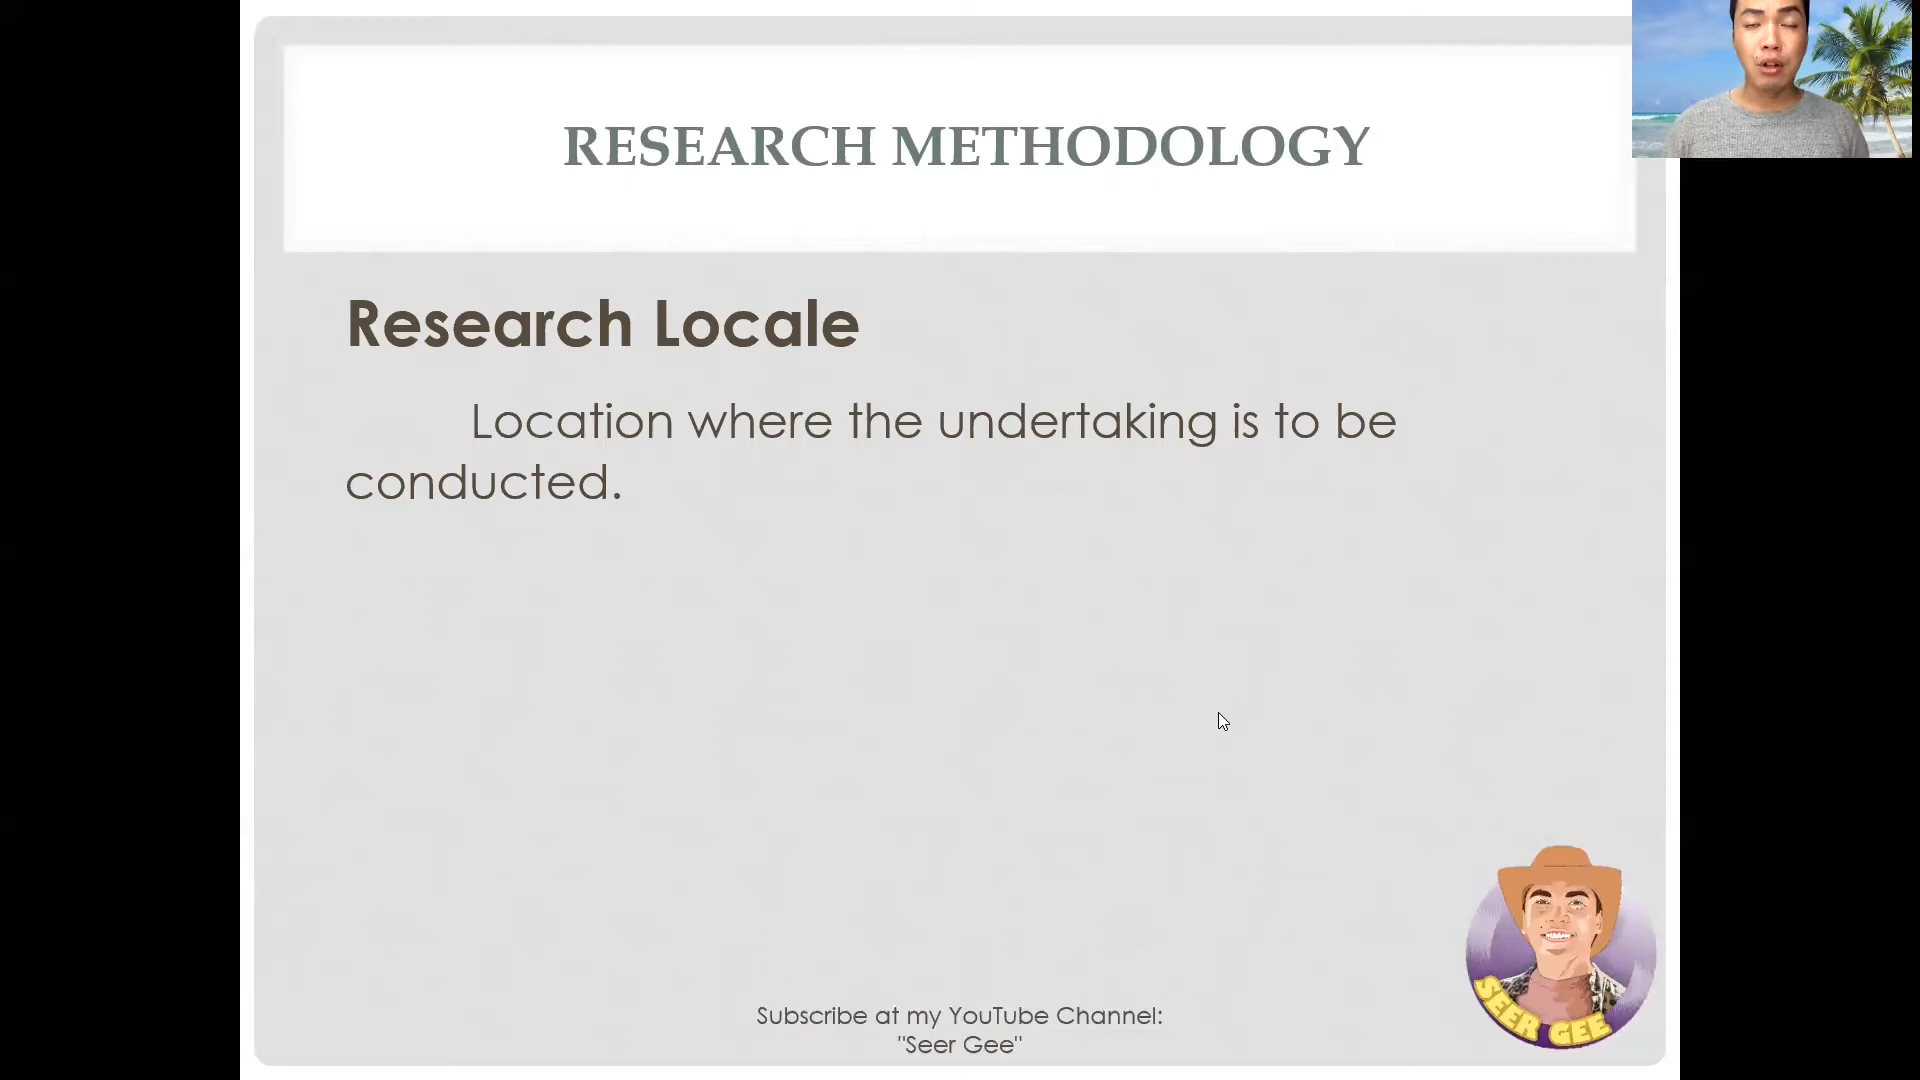 RESEARCH METHODOLOGY
Research Locale
Location where the undertaking is to be
conducted.
Subscribe at my YouTube Channel:
"Seer Gee"
SEER GEE